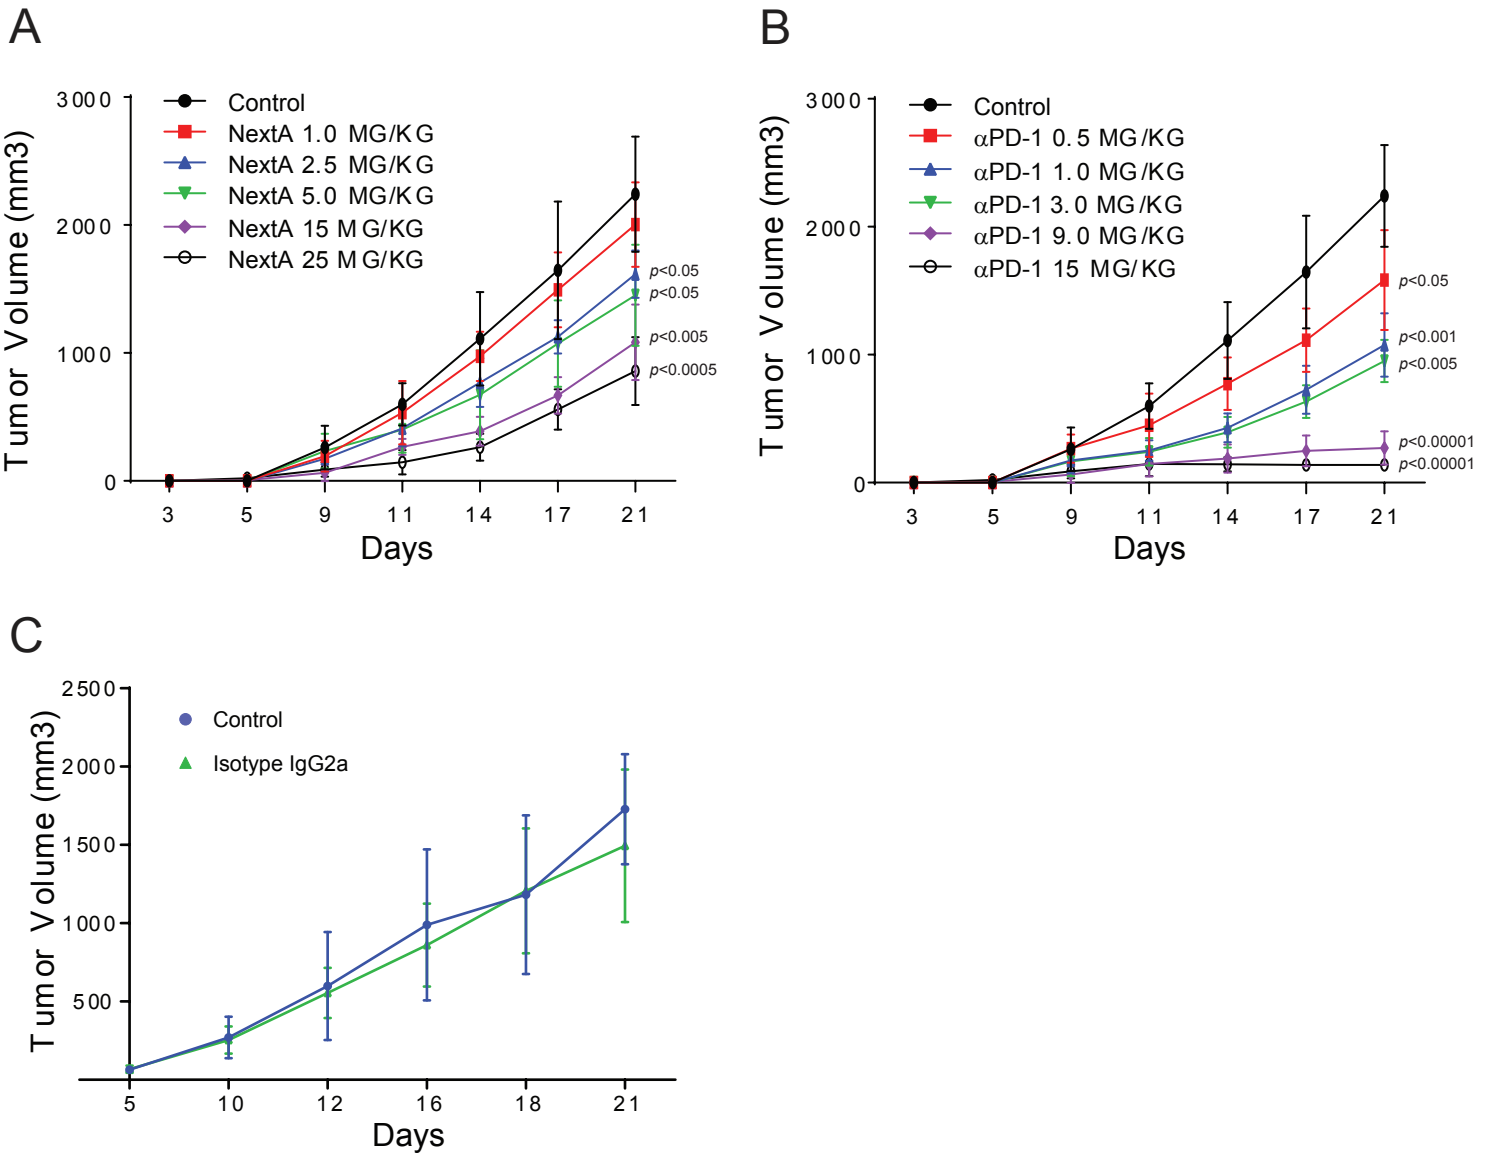 A
3000
2000
1000
0
Tumor Volume (mm3)
Control
NextA 1.0 MG/KG
NextA 2.5 MG/KG
NextA 5.0 MG/KG
NextA 15 MG/KG
NextA 25 MG/KG
p<0.05
p<0.05
p<0.005
p<0.0005
3 5 9 11 14 17 21
Days
B
3000
2000
1000
0
Tumor Volume (mm3)
Control
αPD-1 0.5 MG/KG
αPD-1 1.0 MG/KG
αPD-1 3.0 MG/KG
αPD-1 9.0 MG/KG
αPD-1 15 MG/KG
p<0.05
p<0.001
p<0.005
p<0.00001
p<0.00001
3 5 9 11 14 17 21
Days
C
2500
2000
1500
1000
500
Tumor Volume (mm3)
Control
Isotype IgG2a
5 10 12 16 18 21
Days